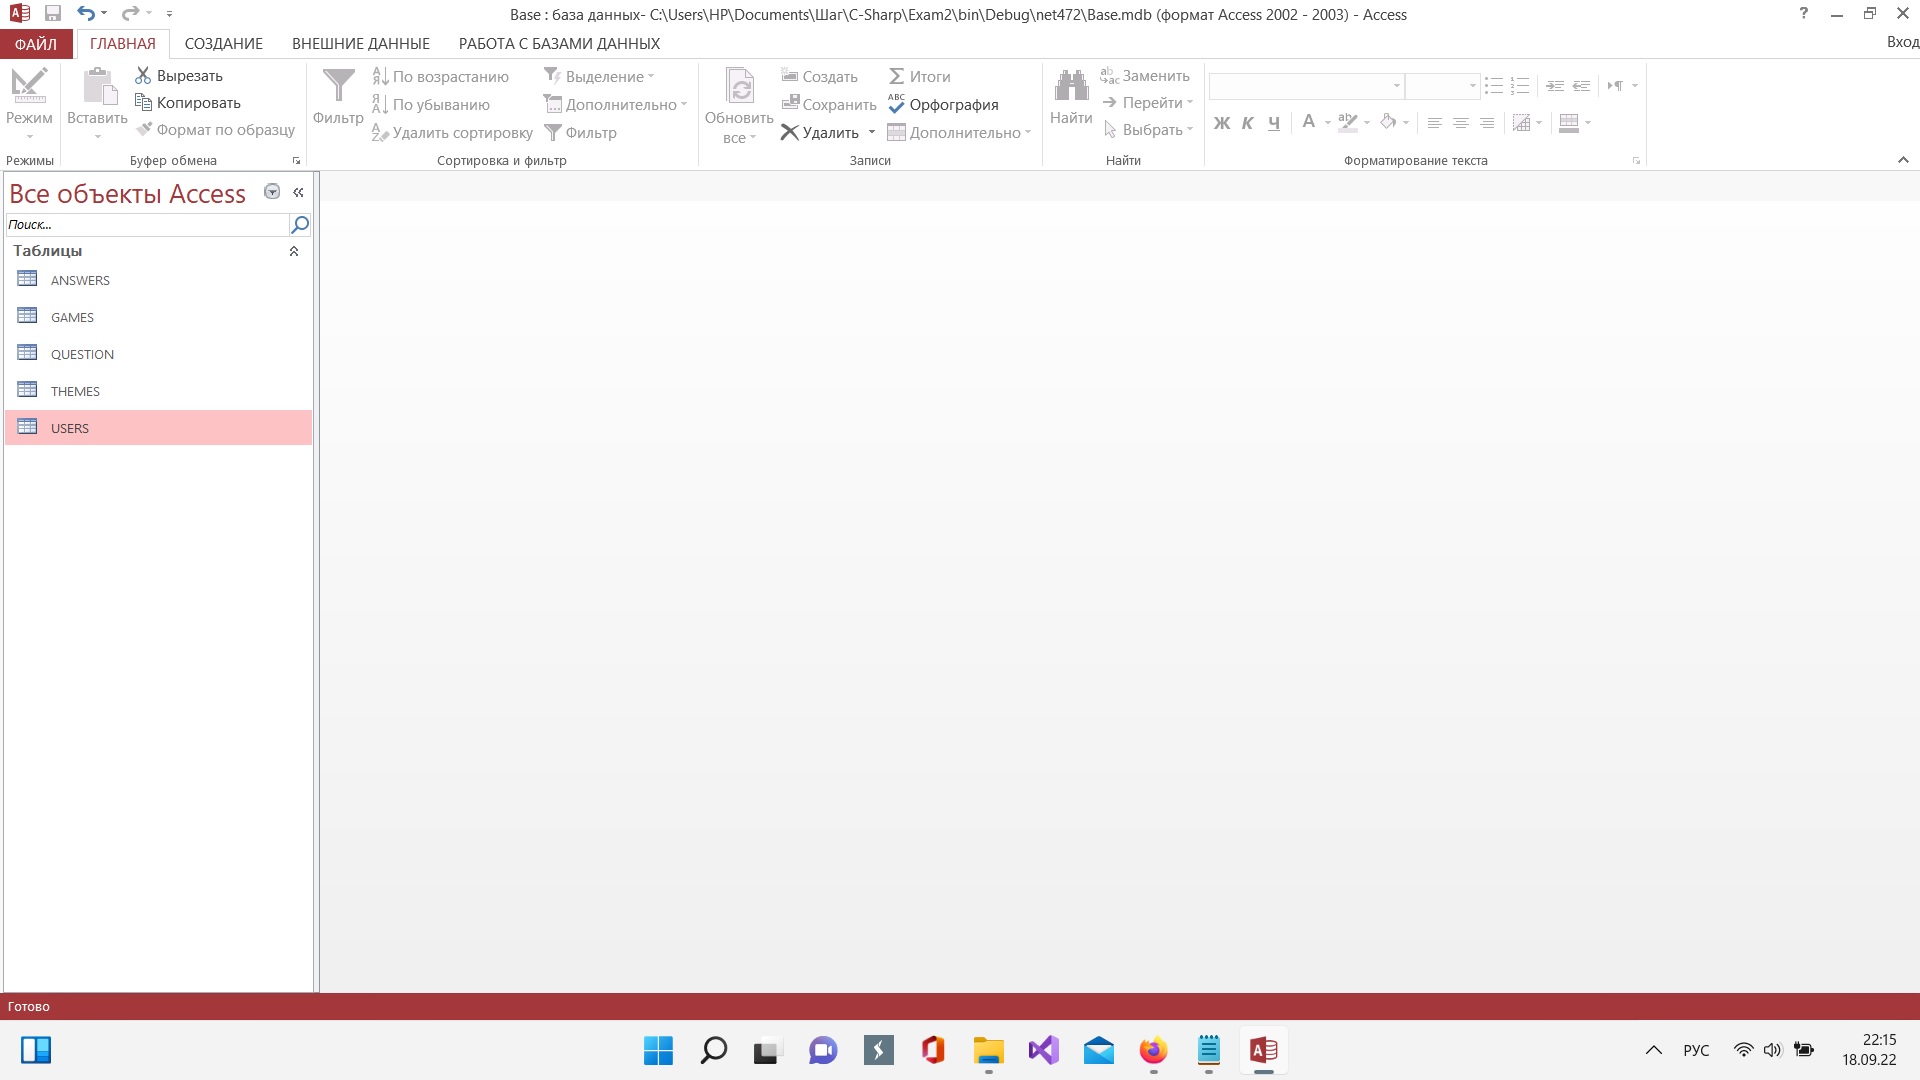 Base : база данных- C:\Users\HP\Documents\Шаг\C-Sharp\Exam2\bin\Debug\net472\Base.mdb (формат Access 2002 - 2003) - Access
?
ФАЙЛ ГЛАВНАЯ СОЗДАНИЕ ВНЕШНИЕ ДАННЫЕ РАБОТА С БАЗАМИ ДАННЫХ Вход
Режим
Режимы
Вставить
Вырезать
Копировать
Формат по образцу
Буфер обмена
Фильтр
По возрастанию
По убыванию
Удалить сортировку
Выделение
Дополнительно
Фильтр
Сортировка и фильтр
Обновить
все
Создать
Сохранить
Удалить
Итоги
Орфография
Дополнительно
Записи
Найти
Заменить
Перейти
Выбрать
Найти
Ж К Ч А
Форматирование текста
Все объекты Access
Поиск...
Таблицы
ANSWERS
GAMES
QUESTION
THEMES
USERS
Готово
РУС
22:15
18.09.22